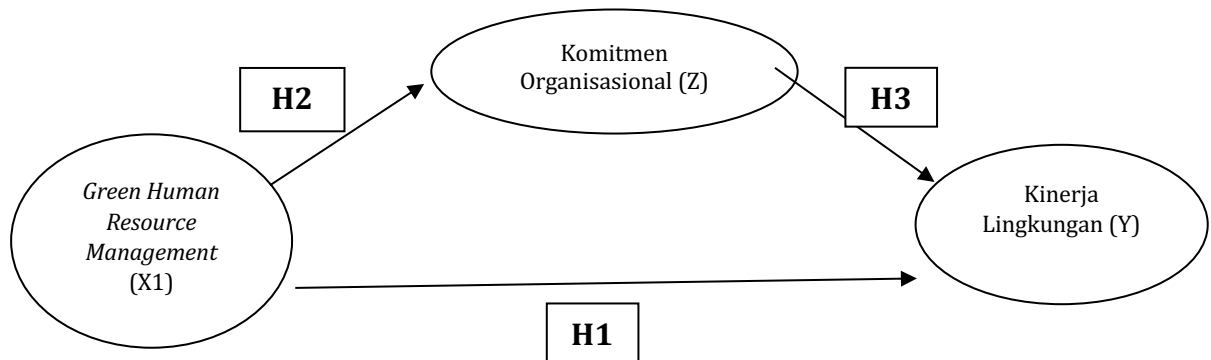 Komitmen
Organisasional (Z)
H2
H3
Green Human
Resource
Management
(X1)
Kinerja
Lingkungan (Y)
H1